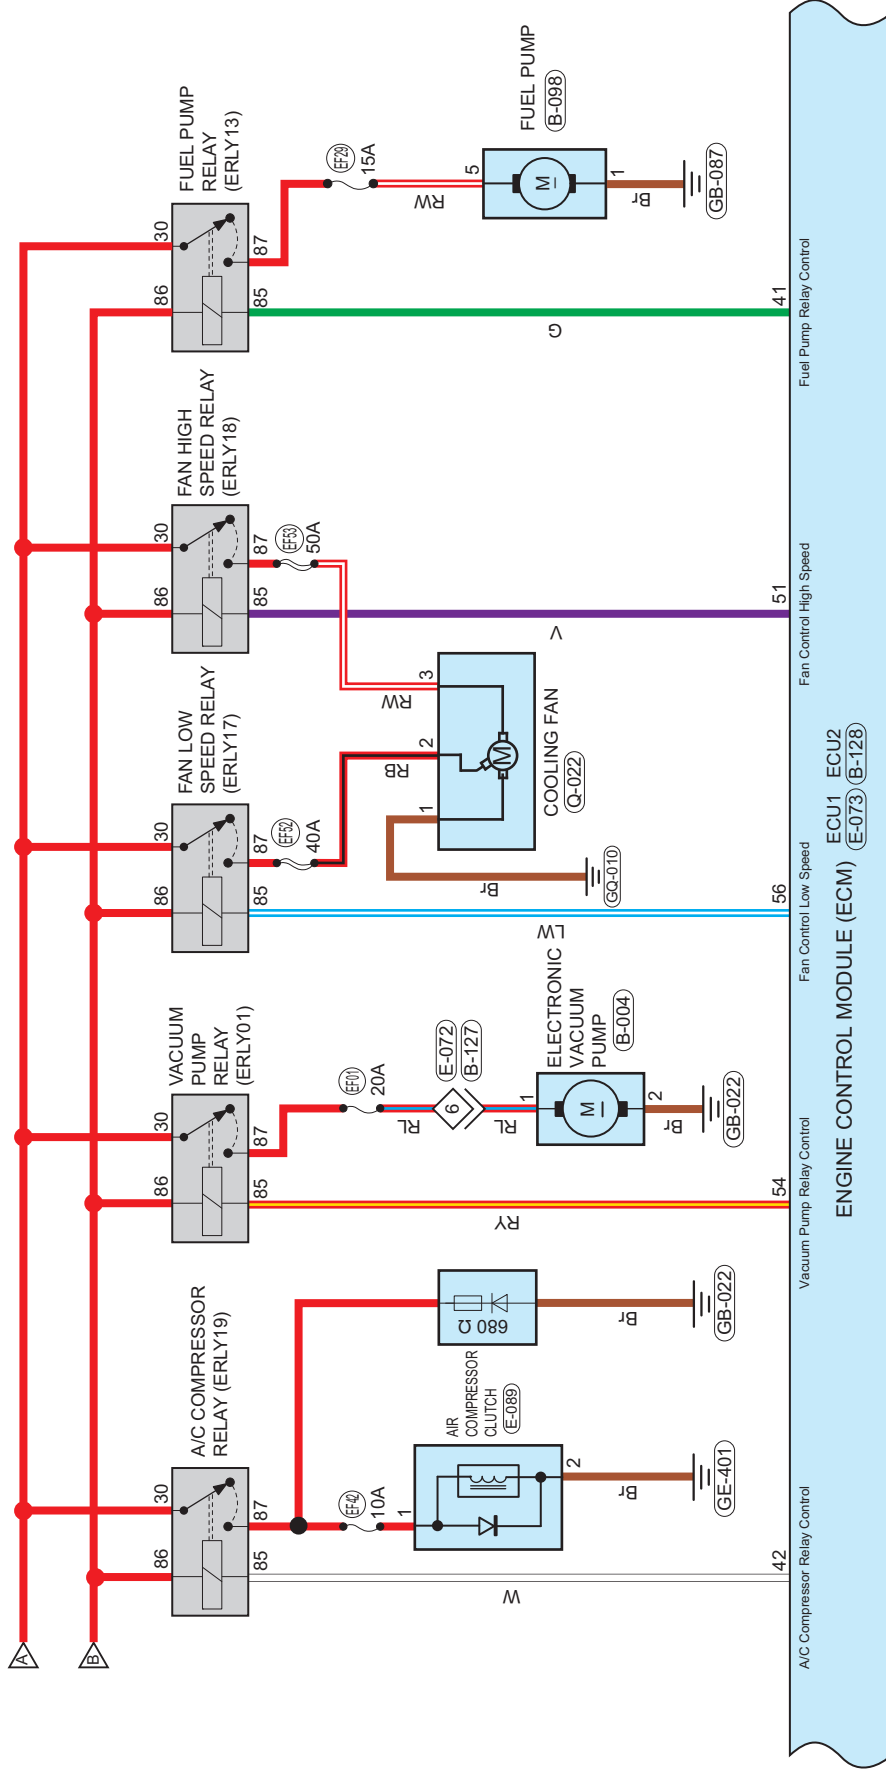 A
B
A/C COMPRESSOR
RELAY (ERLY19)
86
30
85
87
EF42
10A
1
AIR
COMPRESSOR
CLUTCH
E-089
2
Br
GE-401
680 Ω
Br
GB-022
W
42
A/C Compressor Relay Control
VACUUM
PUMP
RELAY
(ERLY01)
86
30
85
87
EF01
20A
RL
6
E-072
B-127
RL
1
ELECTRONIC
VACUUM
PUMP
B-004
M
2
Br
GB-022
RY
54
Vacuum Pump Relay Control
FAN LOW
SPEED RELAY
(ERLY17)
86
30
85
87
EF52
40A
RB
LW
56
Fan Control Low Speed
FAN HIGH
SPEED RELAY
(ERLY18)
86
30
85
87
EF53
50A
RW
1
2
3
M
COOLING FAN
Q-022
Br
GQ-010
V
51
Fan Control High Speed
FUEL PUMP
RELAY
(ERLY13)
86
30
85
87
EF29
15A
RW
5
M
FUEL PUMP
B-098
1
Br
GB-087
G
41
Fuel Pump Relay Control
ENGINE CONTROL MODULE (ECM)
ECU1 ECU2
E-073 B-128